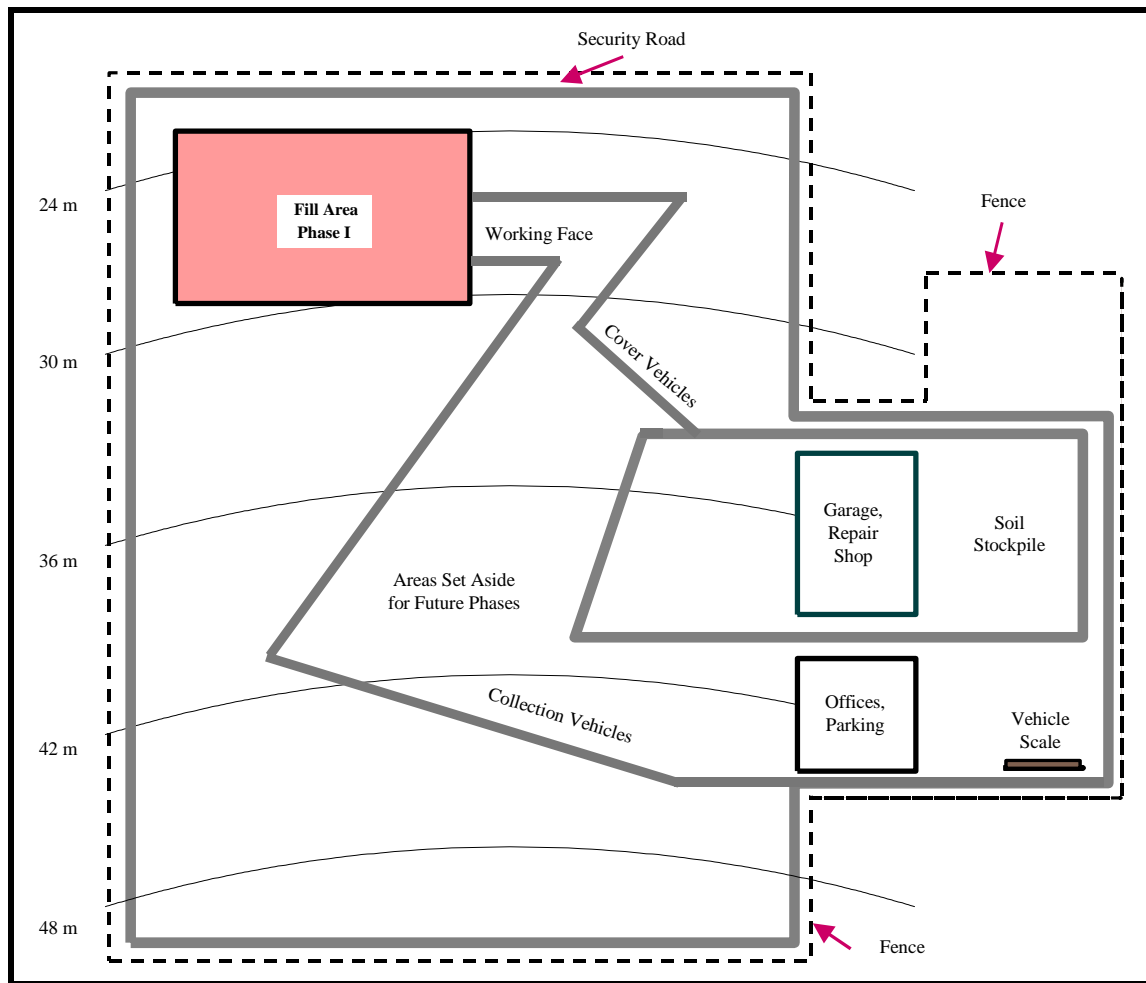 Security Road
Fence
24 m
Fill Area
Phase I
Working Face
30 m
Cover Vehicles
Garage,
Repair
Shop
Soil
Stockpile
36 m
Areas Set Aside
for Future Phases
Collection Vehicles
Offices,
Parking
Vehicle
Scale
42 m
48 m
Fence